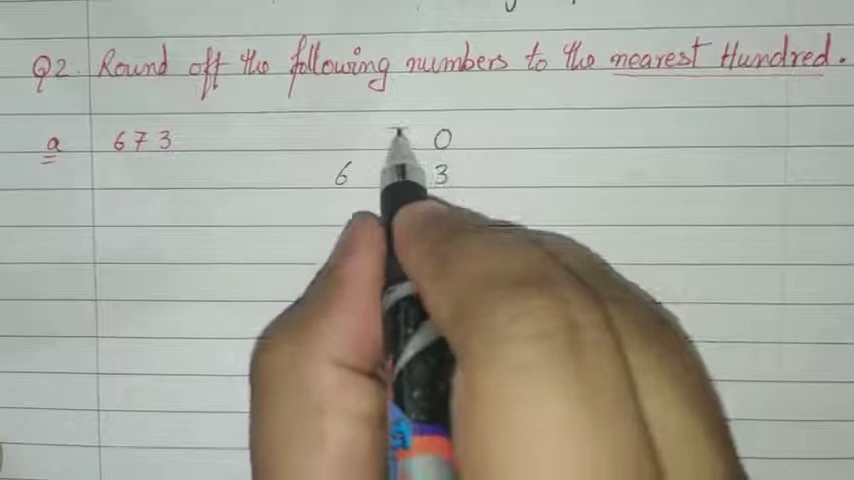 Q2. Round off the following numbers to the nearest Hundred.
a 673 0
6 3